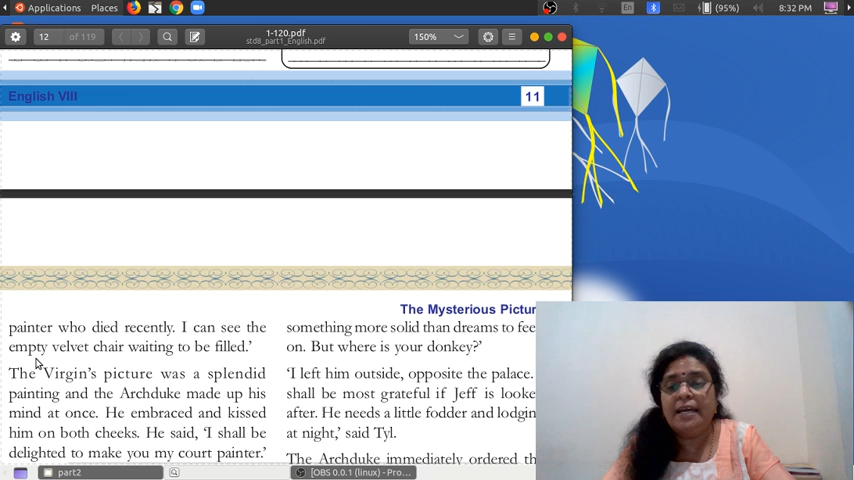 Applications Places En (95%) 8:32 PM
12 of 119
1-120.pdf
std8_part1_English.pdf
150%
English VIII
11
The Mysterious Pictur
painter who died recently. I can see the
empty velvet chair waiting to be filled.’
The Virgin’s picture was a splendid
painting and the Archduke made up his
mind at once. He embraced and kissed
him on both cheeks. He said, ‘I shall be
delighted to make you my court painter.’
something more solid than dreams to fee
on. But where is your donkey?’
‘I left him outside, opposite the palace.
shall be most grateful if Jeff is looke
after. He needs a little fodder and lodgin
at night,’ said Tyl.
The Archduke immediately ordered th
part2
[OBS 0.0.1 (linux) - Pro...